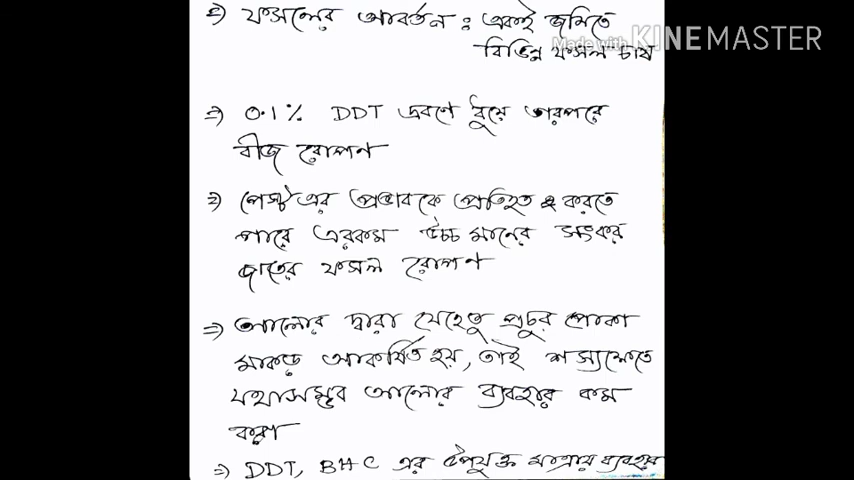 ⇒ ফসলের আবর্তন : একই জমিতে
বিভিন্ন ফসল চাষ
Made with KINEMASTER
⇒ 0.1% DDT দ্রবণে ধুয়ে তারপরে
বীজ রোপণ
⇒ পেস্ট এর প্রভাবকে প্রতিহত করতে
পারে এরকম উচ্চ মানের সংকর
জাতের ফসল রোপণ
⇒ আলোর দ্বারা যেহেতু প্রচুর পোকা
মাকড় আকর্ষিত হয়, তাই শস্যক্ষেতে
যথাসম্ভব আলোর ব্যবহার কম
করা
⇒ DDT, BHC এর উপযুক্ত মাত্রায় ব্যবহার